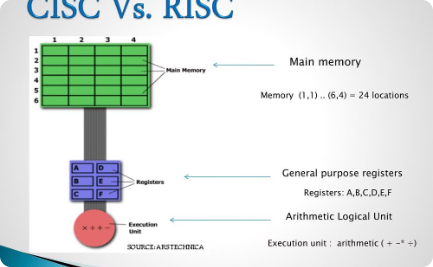 CISC Vs. RISC
1 2 3 4
1
2
3
4
5
6
Main Memory
Main memory
Memory (1,1) .. (6,4) = 24 locations
A D
B E
C F
Registers
General purpose registers
Registers: A,B,C,D,E,F
Arithmetic Logical Unit
Execution
Unit
Execution unit : arithmetic ( + -* ÷)
SOURCE: ARSTECHNICA